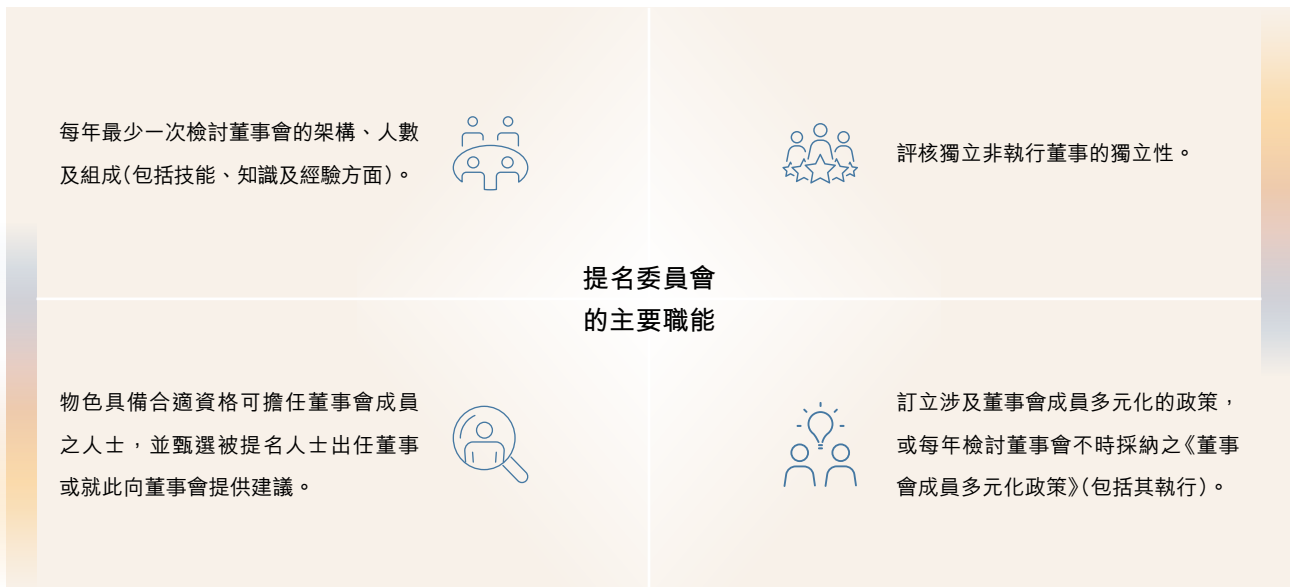 每年最少一次檢討董事會的架構、人數
及組成(包括技能、知識及經驗方面)。
評核獨立非執行董事的獨立性。
提名委員會
的主要職能
物色具備合適資格可擔任董事會成員
之人士，並甄選被提名人士出任董事
或就此向董事會提供建議。
訂立涉及董事會成員多元化的政策，
或每年檢討董事會不時採納之《董事
會成員多元化政策》(包括其執行)。